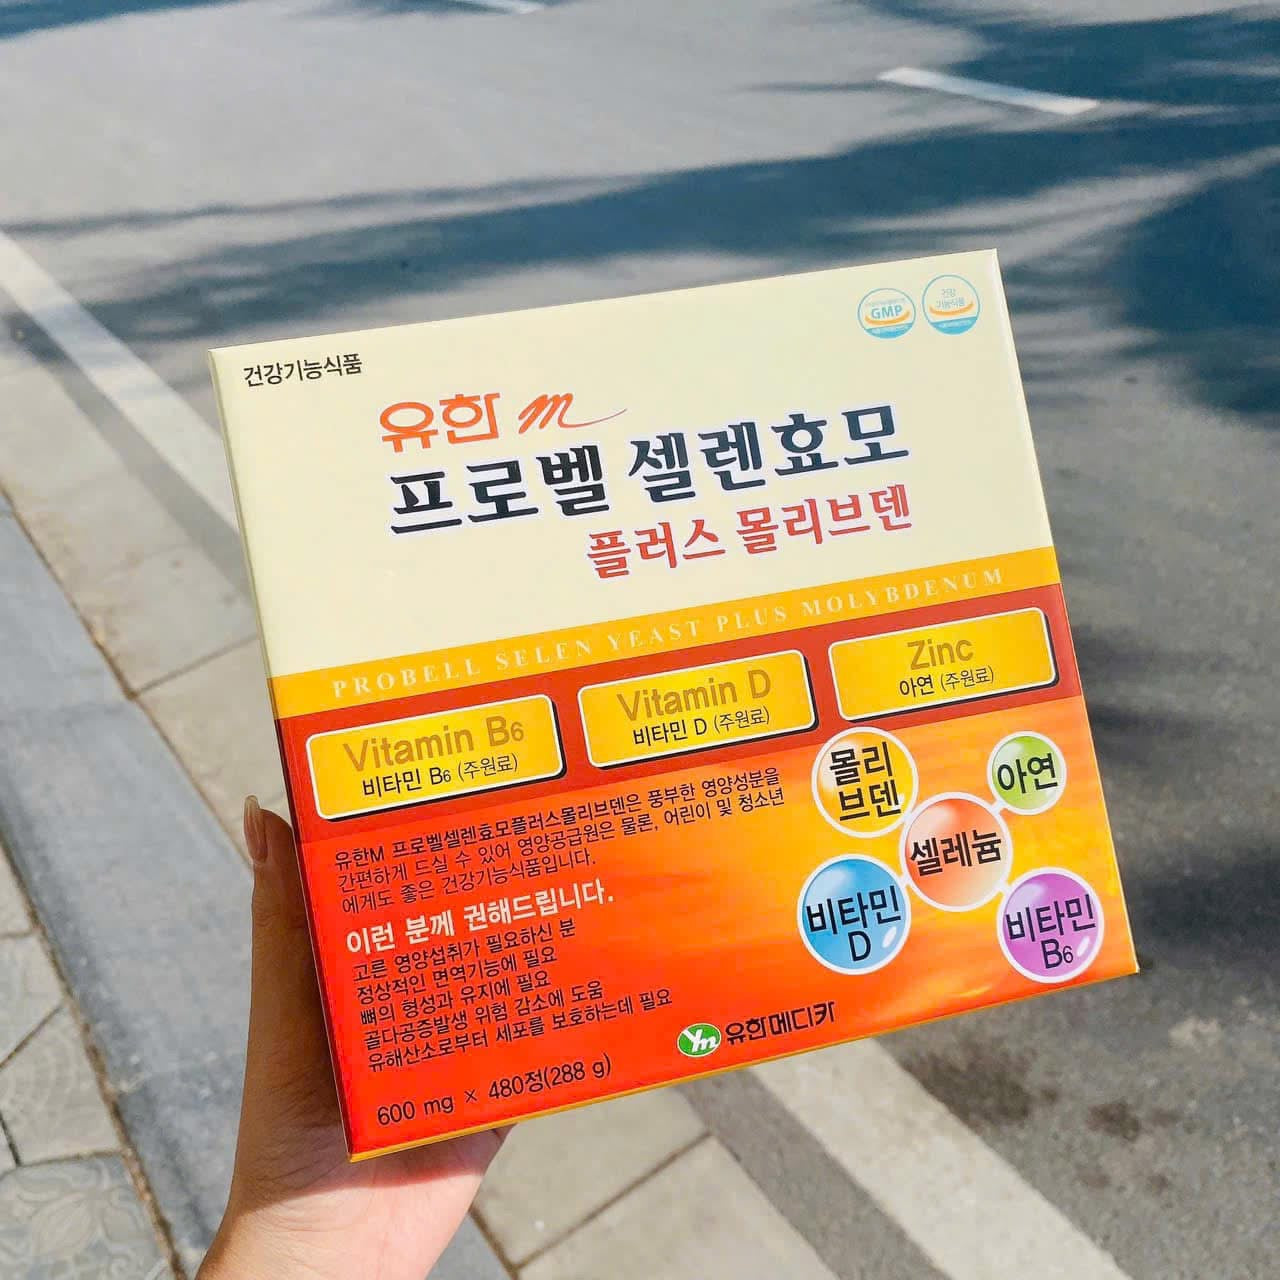 건강기능식품
GMP
건강
기능식품
유한 m
프로벨 셀렌효모
플러스 몰리브덴
PROBELL SELEN YEAST PLUS MOLYBDENUM
Vitamin B6
비타민 B6 (주원료)
Vitamin D
비타민 D (주원료)
Zinc
아연 (주원료)
유한M 프로벨셀렌효모플러스몰리브덴은 풍부한 영양성분을
간편하게 드실 수 있어 영양공급원은 물론, 어린이 및 청소년
에게도 좋은 건강기능식품입니다.
이런 분께 권해드립니다.
고른 영양섭취가 필요하신 분
정상적인 면역기능에 필요
뼈의 형성과 유지에 필요
골다공증발생 위험 감소에 도움
유해산소로부터 세포를 보호하는데 필요
600 mg × 480정(288 g)
몰리
브덴
아연
셀레늄
비타민
D
비타민
B6
Ym 유한메디카